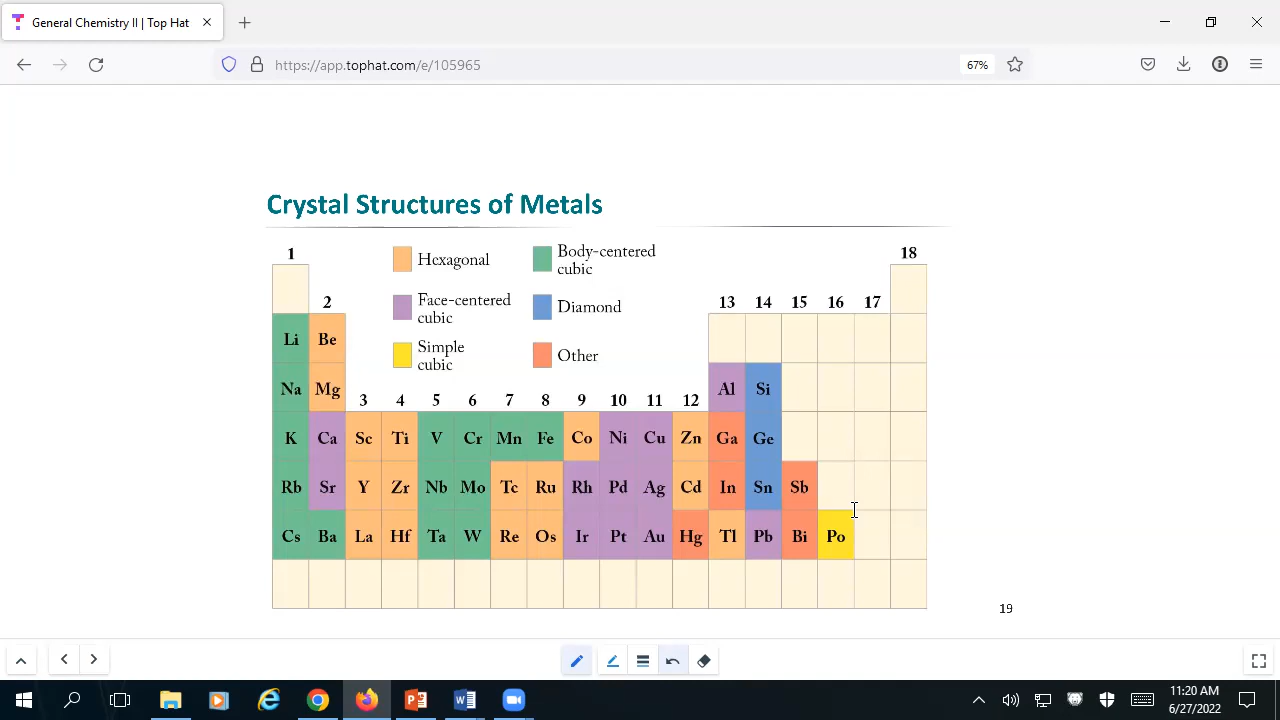 General Chemistry II | Top Hat
https://app.tophat.com/e/105965
67%
Crystal Structures of Metals
1
18
Hexagonal
Body-centered
cubic
2
13 14 15 16 17
Face-centered
cubic
Diamond
Li Be
Simple
cubic
Other
Na Mg
Al Si
3 4 5 6 7 8 9 10 11 12
K Ca Sc Ti V Cr Mn Fe Co Ni Cu Zn Ga Ge
Rb Sr Y Zr Nb Mo Tc Ru Rh Pd Ag Cd In Sn Sb
Cs Ba La Hf Ta W Re Os Ir Pt Au Hg Tl Pb Bi Po
19
11:20 AM
6/27/2022